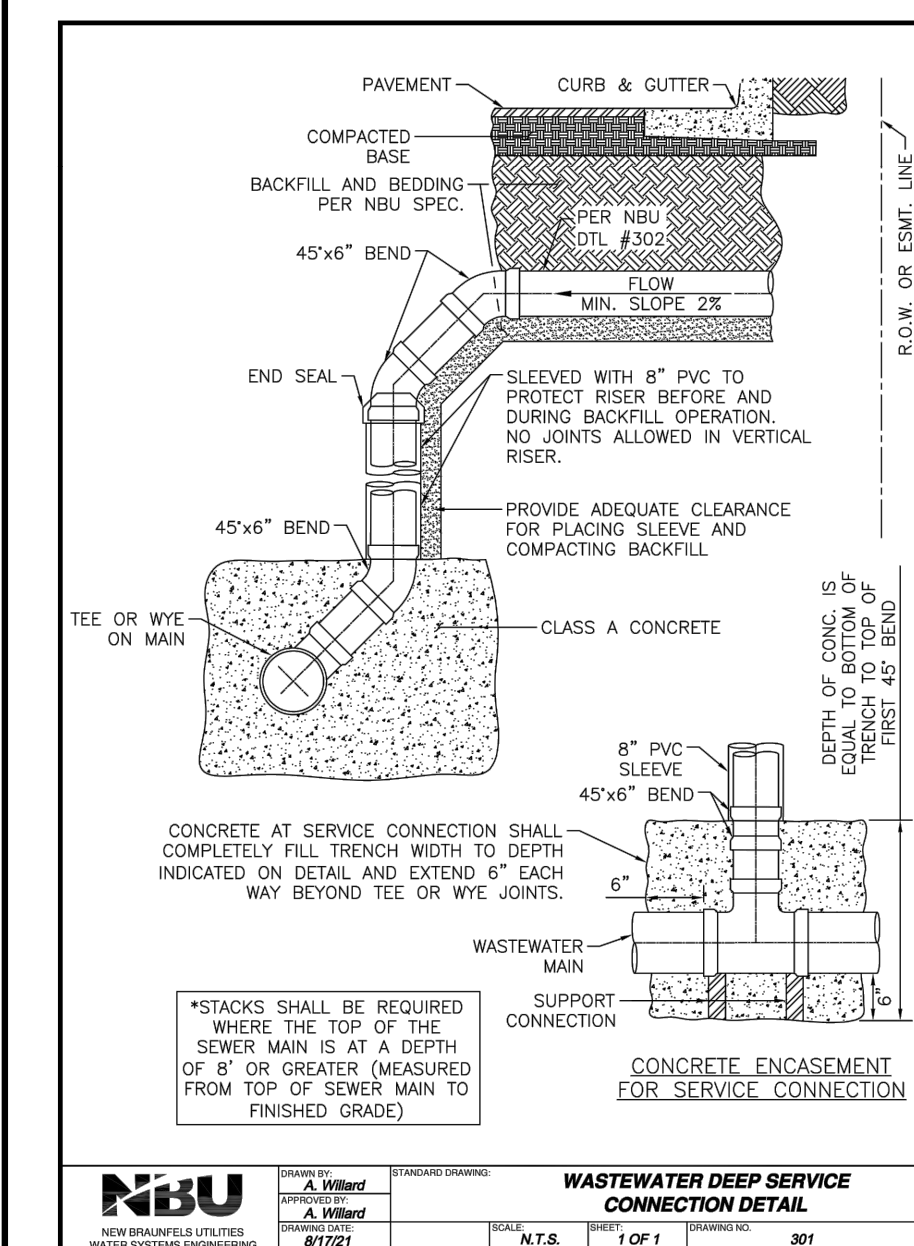 PAVEMENT
CURB & GUTTER
COMPACTED
BASE
BACKFILL AND BEDDING
PER NBU SPEC.
PER NBU
DTL #302
45°x6" BEND
FLOW
MIN. SLOPE 2%
R.O.W. OR ESMT. LINE
END SEAL
SLEEVED WITH 8" PVC TO
PROTECT RISER BEFORE AND
DURING BACKFILL OPERATION.
NO JOINTS ALLOWED IN VERTICAL
RISER.
PROVIDE ADEQUATE CLEARANCE
FOR PLACING SLEEVE AND
COMPACTING BACKFILL
45°x6" BEND
TEE OR WYE
ON MAIN
CLASS A CONCRETE
DEPTH OF CONC. IS
EQUAL TO BOTTOM OF
TRENCH TO TOP OF
FIRST 45° BEND
8" PVC
SLEEVE
45°x6" BEND
CONCRETE AT SERVICE CONNECTION SHALL
COMPLETELY FILL TRENCH WIDTH TO DEPTH
INDICATED ON DETAIL AND EXTEND 6" EACH
WAY BEYOND TEE OR WYE JOINTS.
6"
WASTEWATER
MAIN
SUPPORT
CONNECTION
6"
*STACKS SHALL BE REQUIRED
WHERE THE TOP OF THE
SEWER MAIN IS AT A DEPTH
OF 8' OR GREATER (MEASURED
FROM TOP OF SEWER MAIN TO
FINISHED GRADE)
CONCRETE ENCASEMENT
FOR SERVICE CONNECTION
NBU
NEW BRAUNFELS UTILITIES
WATER SYSTEMS ENGINEERING
DRAWN BY:
A. Willard
APPROVED BY:
A. Willard
DRAWING DATE:
8/17/21
STANDARD DRAWING:
WASTEWATER DEEP SERVICE
CONNECTION DETAIL
SCALE:
N.T.S.
SHEET:
1 OF 1
DRAWING NO.
301